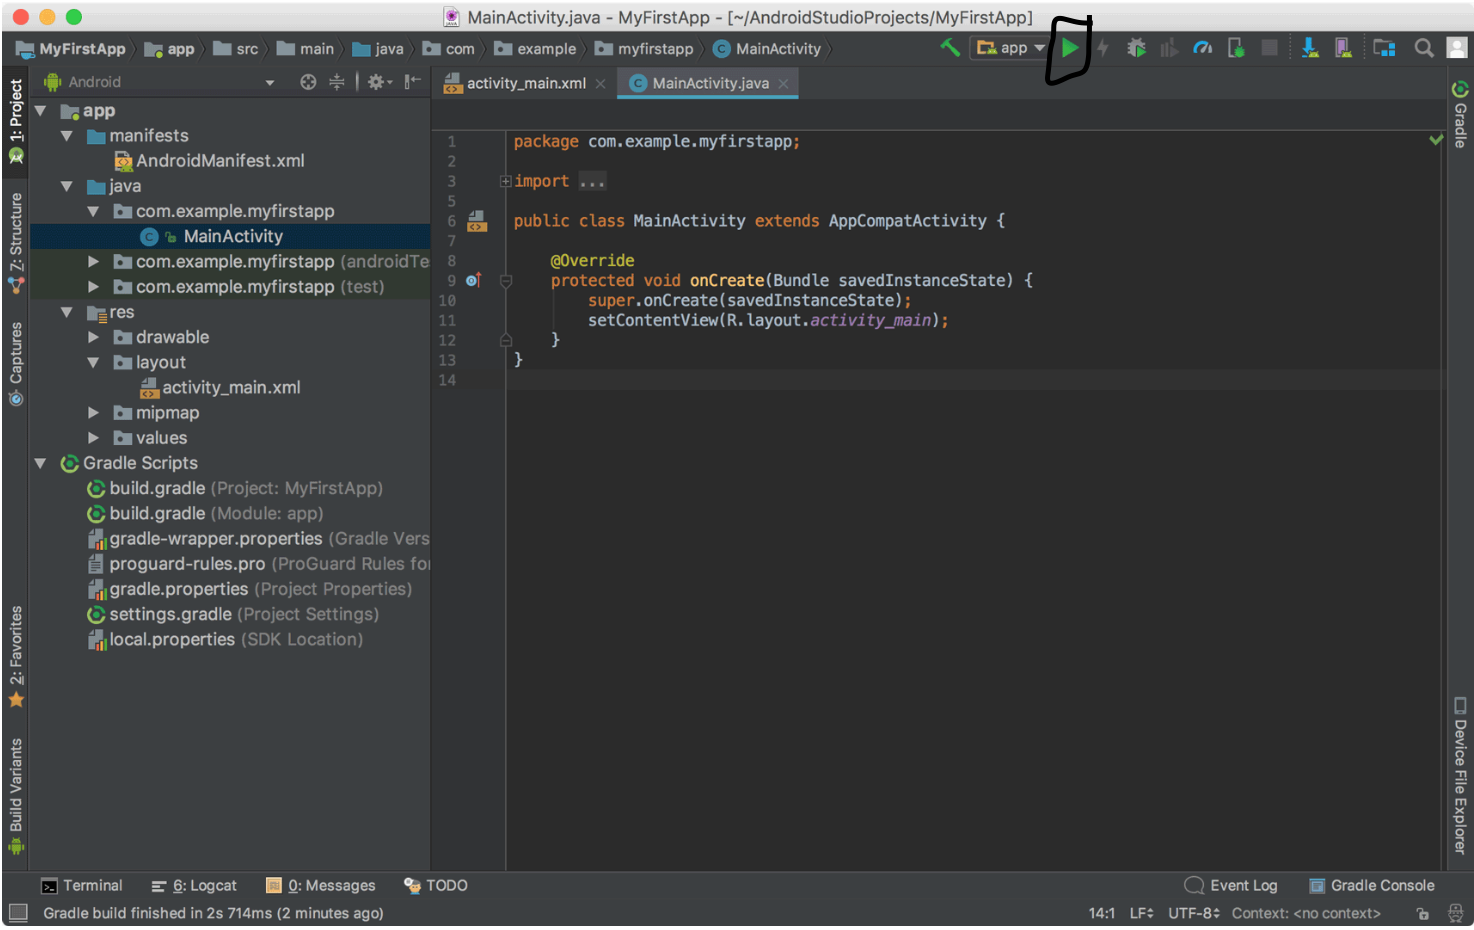 MainActivity.java - MyFirstApp - [~/AndroidStudioProjects/MyFirstApp]
MyFirstApp app src main java com example myfirstapp MainActivity app
Android
activity_main.xml MainActivity.java
1: Project
Z: Structure
Captures
2: Favorites
Build Variants
app
manifests
AndroidManifest.xml
java
com.example.myfirstapp
MainActivity
com.example.myfirstapp (androidTe
com.example.myfirstapp (test)
res
drawable
layout
activity_main.xml
mipmap
values
Gradle Scripts
build.gradle (Project: MyFirstApp)
build.gradle (Module: app)
gradle-wrapper.properties (Gradle Vers
proguard-rules.pro (ProGuard Rules for
gradle.properties (Project Properties)
settings.gradle (Project Settings)
local.properties (SDK Location)
1 package com.example.myfirstapp;
2
3 import ...
5
6 public class MainActivity extends AppCompatActivity {
7
8 @Override
9 protected void onCreate(Bundle savedInstanceState) {
10 super.onCreate(savedInstanceState);
11 setContentView(R.layout.activity_main);
12 }
13 }
14
Gradle
Device File Explorer
Terminal 6: Logcat 0: Messages TODO Event Log Gradle Console
Gradle build finished in 2s 714ms (2 minutes ago) 14:1 LF UTF-8 Context: <no context>